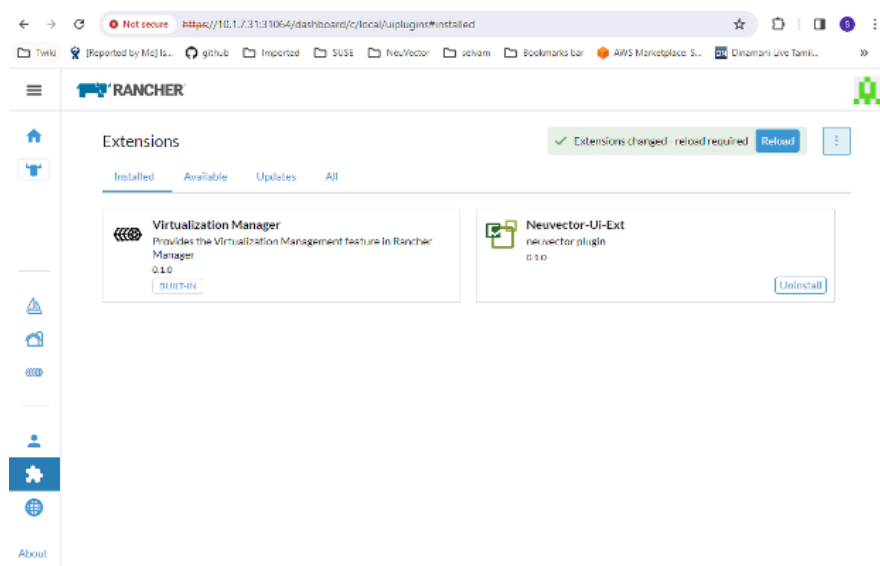 Not secure https://10.1.7.31:31064/dashboard/c/local/uiplugins#installed S
Twiki [Reported by Me] Is... github Imported SUSE NeuVector selvam Bookmarks bar AWS Marketplace: S... Dinamani Live Tamil... »
RANCHER
Extensions
Extensions changed - reload required Reload
Installed Available Updates All
Virtualization Manager
Provides the Virtualization Management feature in Rancher
Manager
0.1.0
BUILT-IN
Neuvector-Ui-Ext
neuvector plugin
0.1.0
Uninstall
About